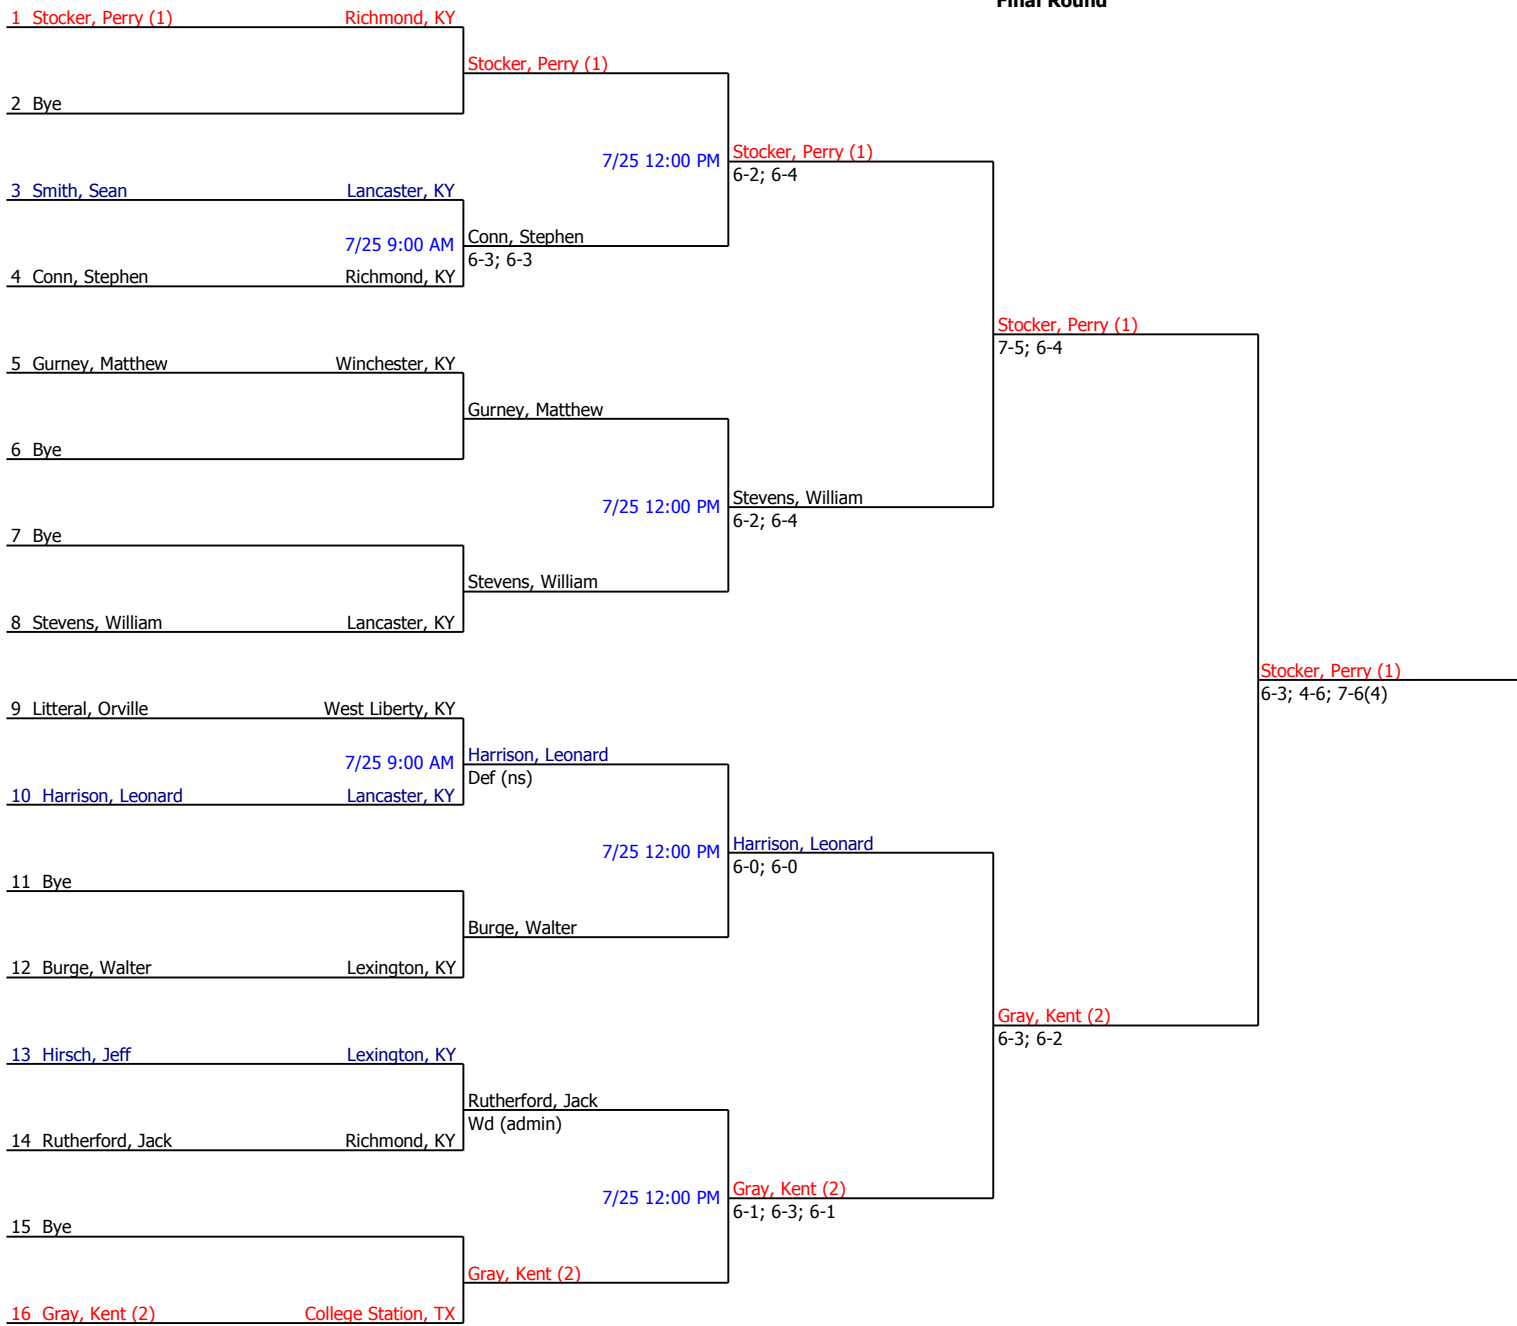 Final Round
1 Stocker, Perry (1) Richmond, KY
Stocker, Perry (1)
2 Bye
7/25 12:00 PM Stocker, Perry (1)
6-2; 6-4
3 Smith, Sean Lancaster, KY
7/25 9:00 AM Conn, Stephen
6-3; 6-3
4 Conn, Stephen Richmond, KY
Stocker, Perry (1)
7-5; 6-4
5 Gurney, Matthew Winchester, KY
Gurney, Matthew
6 Bye
7/25 12:00 PM Stevens, William
6-2; 6-4
7 Bye
Stevens, William
8 Stevens, William Lancaster, KY
Stocker, Perry (1)
6-3; 4-6; 7-6(4)
9 Litteral, Orville West Liberty, KY
7/25 9:00 AM Harrison, Leonard
Def (ns)
10 Harrison, Leonard Lancaster, KY
7/25 12:00 PM Harrison, Leonard
6-0; 6-0
11 Bye
Burge, Walter
12 Burge, Walter Lexington, KY
Gray, Kent (2)
6-3; 6-2
13 Hirsch, Jeff Lexington, KY
Rutherford, Jack
Wd (admin)
14 Rutherford, Jack Richmond, KY
7/25 12:00 PM Gray, Kent (2)
6-1; 6-3; 6-1
15 Bye
Gray, Kent (2)
16 Gray, Kent (2) College Station, TX